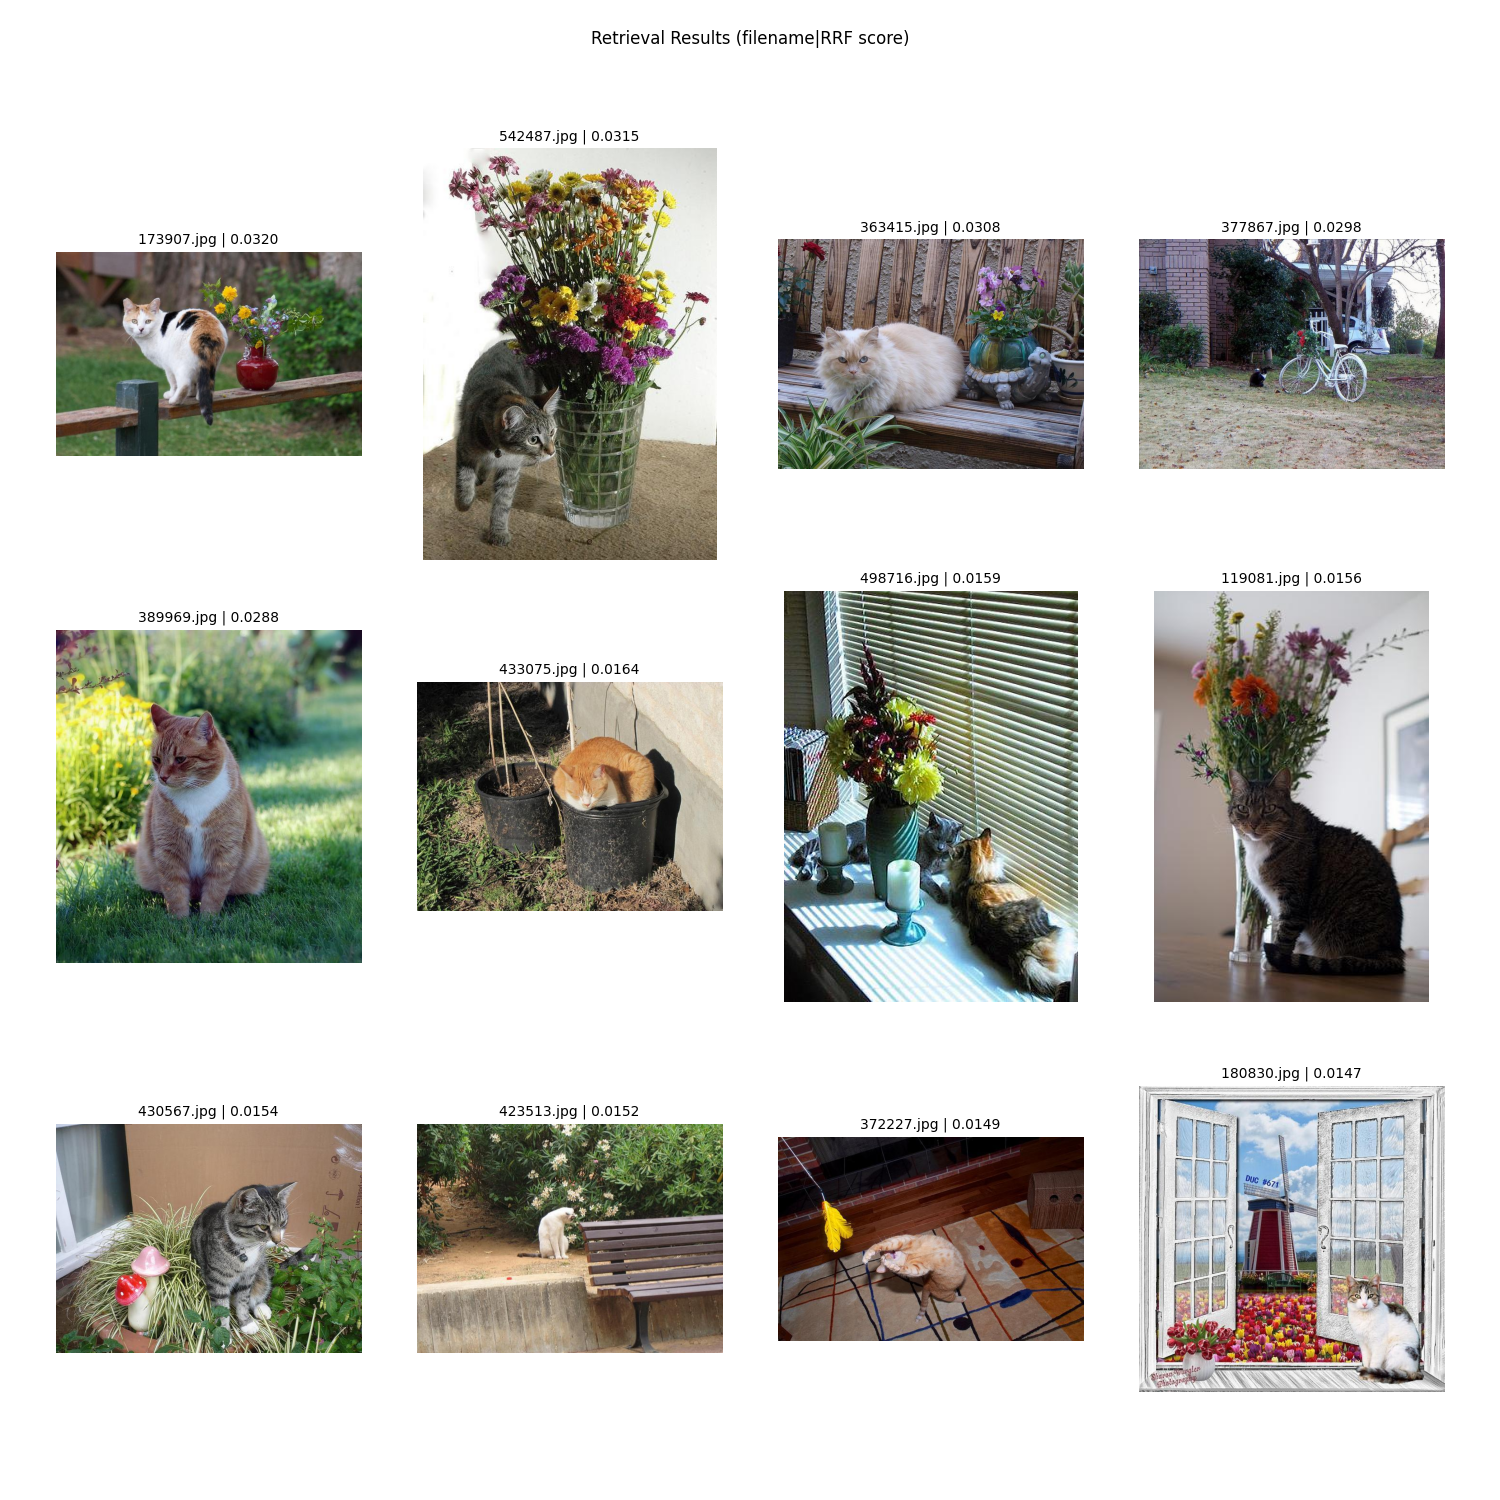 Retrieval Results (filename|RRF score)
173907.jpg | 0.0320
542487.jpg | 0.0315
363415.jpg | 0.0308
377867.jpg | 0.0298
389969.jpg | 0.0288
433075.jpg | 0.0164
498716.jpg | 0.0159
119081.jpg | 0.0156
430567.jpg | 0.0154
423513.jpg | 0.0152
372227.jpg | 0.0149
180830.jpg | 0.0147
DUC #671
Photography